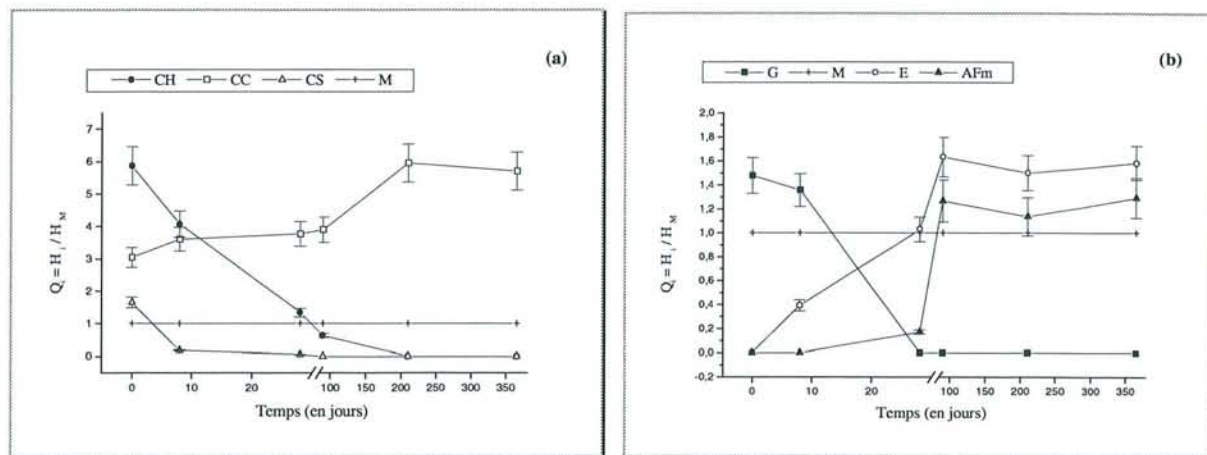 (a)
CH CC CS M
7
6
5
4
3
2
1
0
Q i = H i / H M
0 10 20 100 150 200 250 300 350
Temps (en jours)
(b)
G M E AFm
2,0
1,8
1,6
1,4
1,2
1,0
0,8
0,6
0,4
0,2
0,0
-0,2
Q i = H i / H M
0 10 20 100 150 200 250 300 350
Temps (en jours)